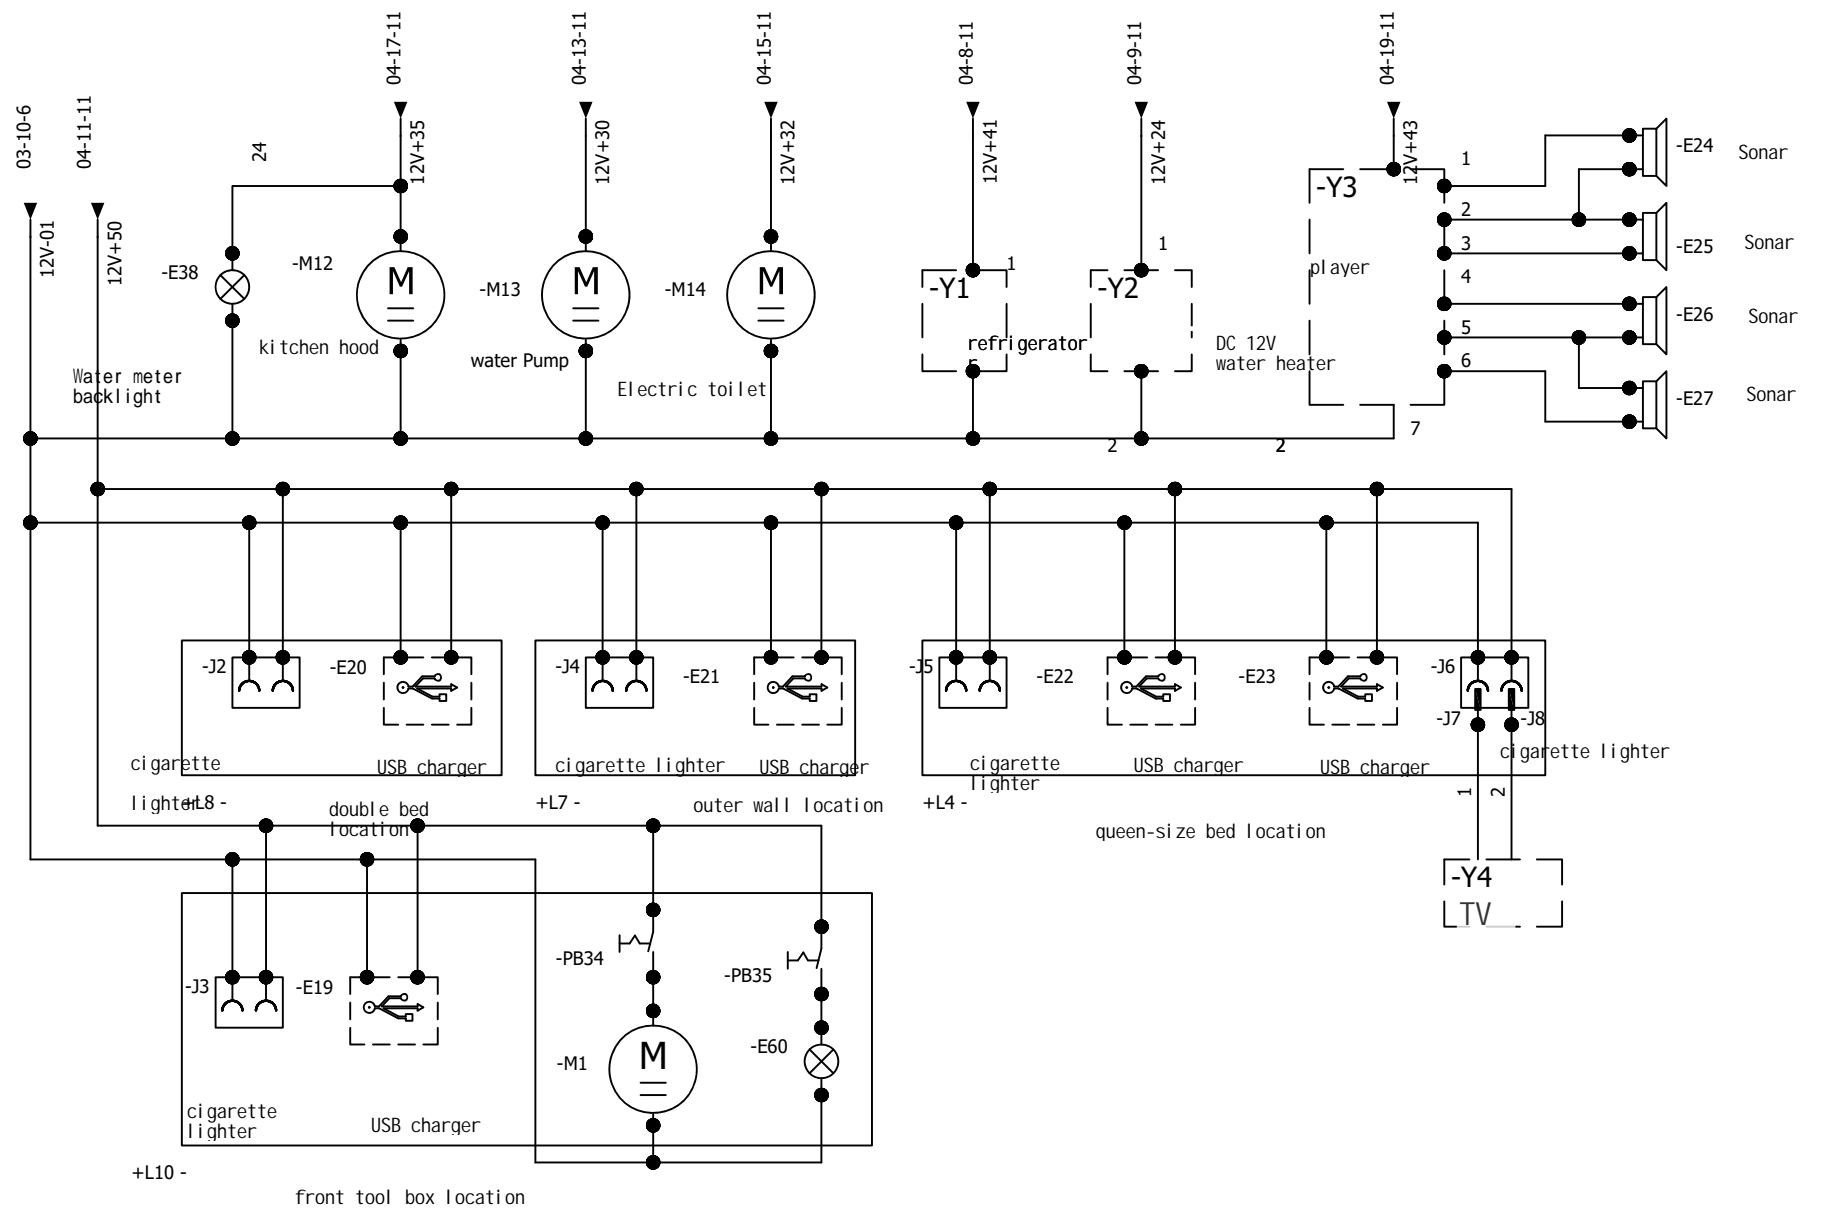 04-17-11
04-13-11
04-15-11
04-8-11
04-9-11
04-19-11
03-10-6
04-11-11
24
12V+35
12V+30
12V+32
12V+41
12V+24
12V+43
12V-01
12V+50
1
-E24
Sonar
-Y3
2
-E25
Sonar
3
1
player
4
-E38
-M12
M
-M13
M
-M14
M
-Y1
1
-Y2
-E26
Sonar
5
kitchen hood
water Pump
refrigerator
r
DC 12V
water heater
6
Water meter
backlight
Electric toilet
-E27
Sonar
7
2
2
-J2
-E20
-J4
-E21
-J5
-E22
-E23
-J6
-J7
-J8
cigarette
lighter
USB charger
cigarette lighter
USB charger
cigarette
lighter
USB charger
USB charger
cigarette lighter
1
2
+L8 -
double bed
location
+L7 -
outer wall location
+L4 -
queen-size bed location
-Y4
TV
-PB34
-PB35
-J3
-E19
-M1
M
-E60
cigarette
lighter
USB charger
+L10 -
front tool box location